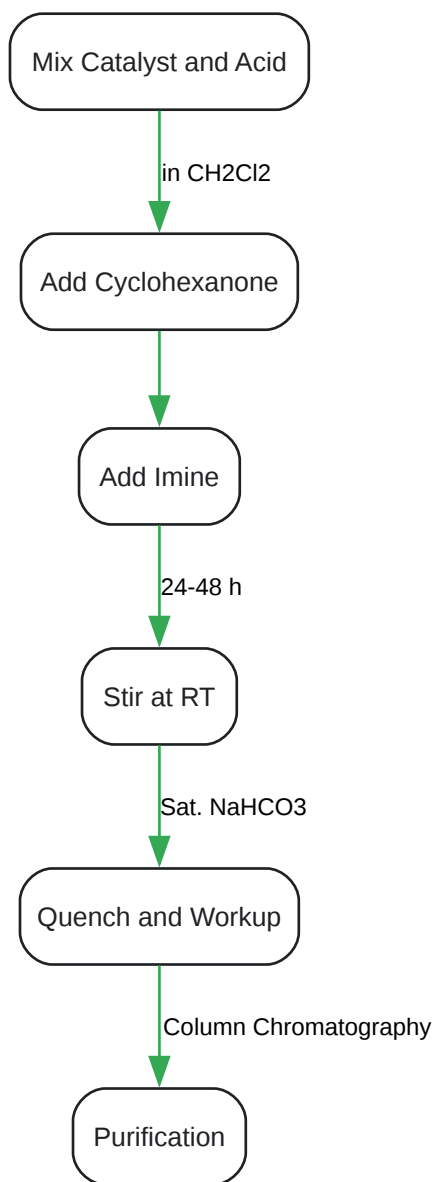 Mix Catalyst and Acid
in CH2Cl2
Add Cyclohexanone
Add Imine
24-48 h
Stir at RT
Sat. NaHCO3
Quench and Workup
Column Chromatography
Purification